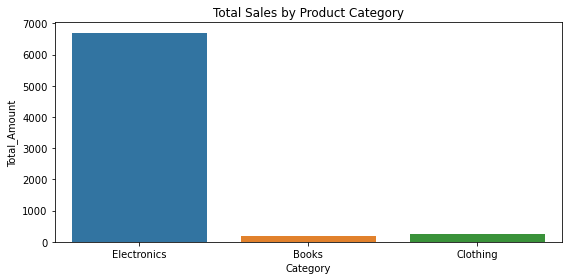 Total Sales by Product Category
Total_Amount
7000
6000
5000
4000
3000
2000
1000
0
Electronics
Books
Clothing
Category